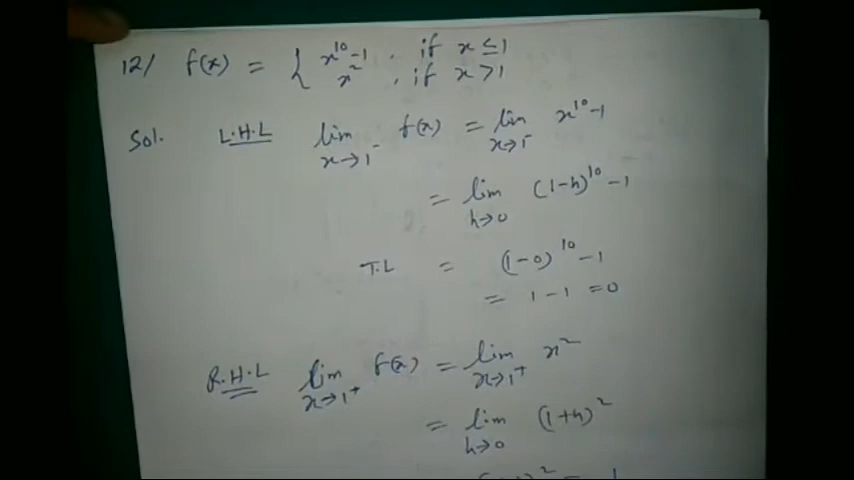 12/ f(x) = { x¹⁰-1 , if x ≤ 1
x² , if x > 1
Sol. L.H.L lim x→1⁻ f(x) = lim x→1⁻ x¹⁰-1
= lim h→0 (1-h)¹⁰-1
T.L = (1-0)¹⁰-1
= 1-1 = 0
R.H.L lim x→1⁺ f(x) = lim x→1⁺ x²
= lim h→0 (1+h)²